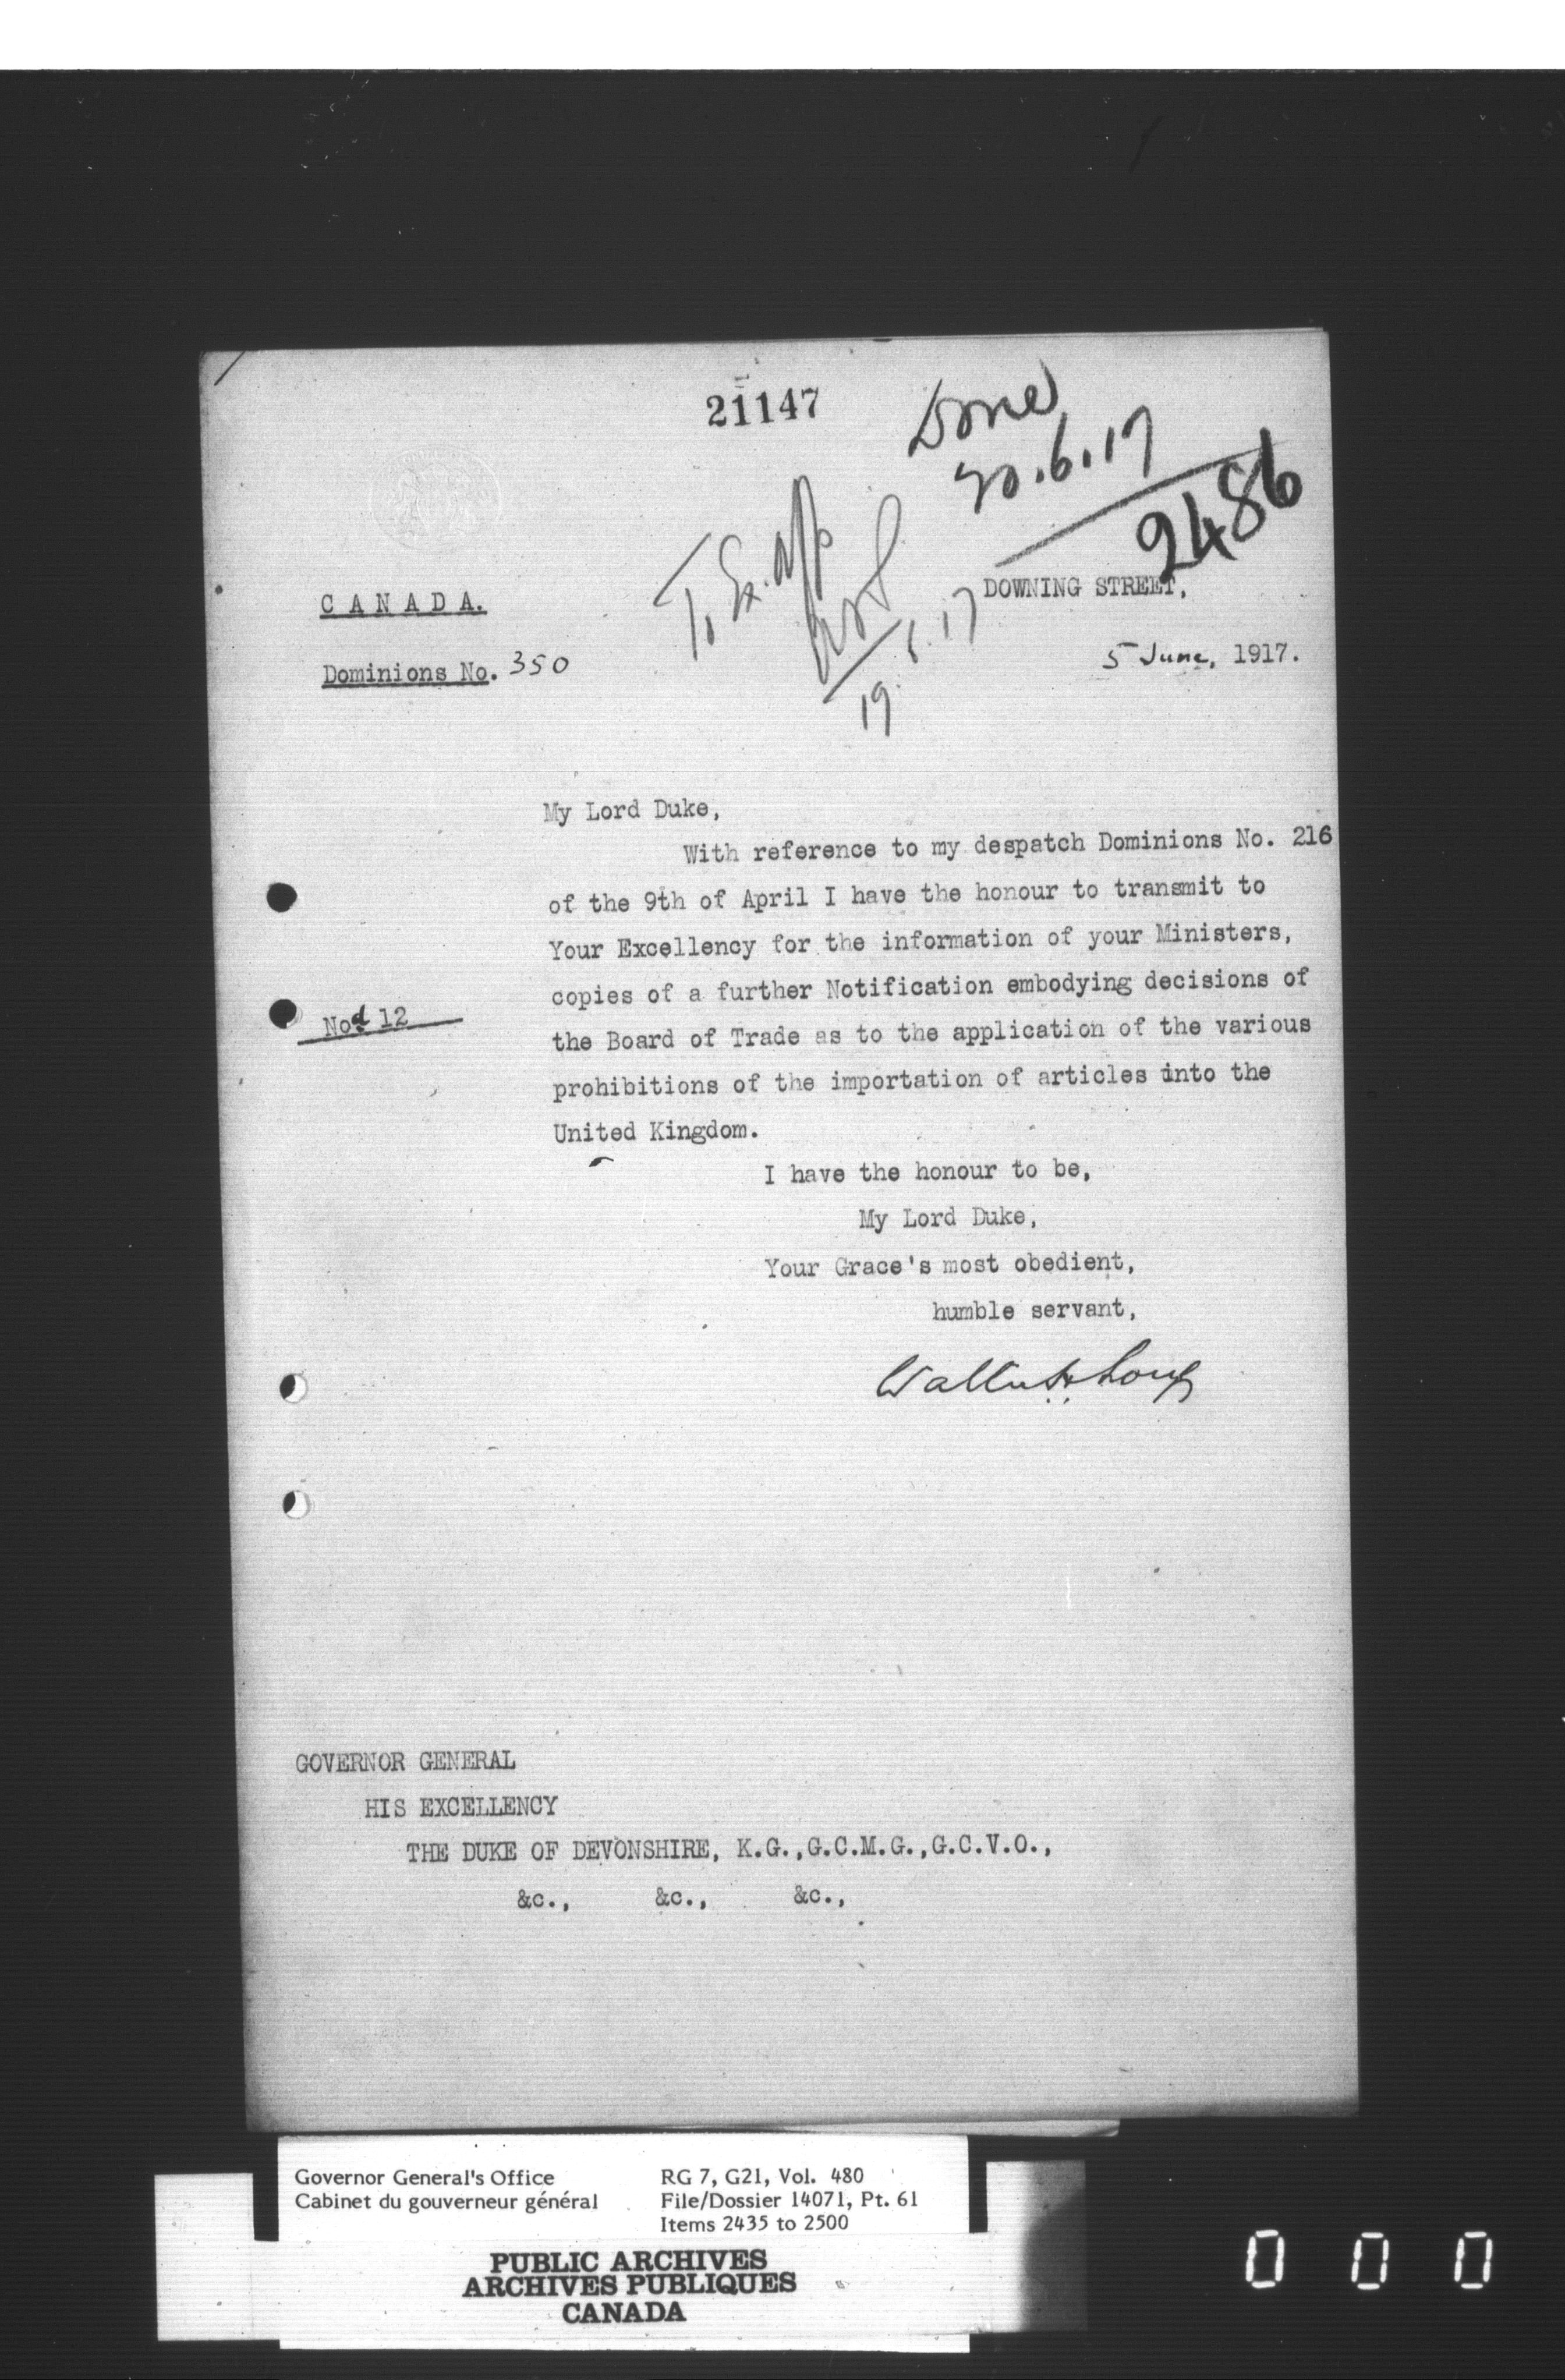 21147
Done
20.6.17
2486
To Ex. affs
19.6.17
DOWNING STREET,
CANADA.
Dominions No. 350
5 June, 1917.
My Lord Duke,
With reference to my despatch Dominions No. 216
of the 9th of April I have the honour to transmit to
Your Excellency for the information of your Ministers,
copies of a further Notification embodying decisions of
Nod 12
the Board of Trade as to the application of the various
prohibitions of the importation of articles into the
United Kingdom.
I have the honour to be,
My Lord Duke,
Your Grace's most obedient,
humble servant,
Walter H Long
GOVERNOR GENERAL
HIS EXCELLENCY
THE DUKE OF DEVONSHIRE, K.G.,G.C.M.G.,G.C.V.O.,
&c., &c., &c.,
Governor General's Office
Cabinet du gouverneur général
RG 7, G21, Vol. 480
File/Dossier 14071, Pt. 61
Items 2435 to 2500
PUBLIC ARCHIVES
ARCHIVES PUBLIQUES
CANADA
0 0 0